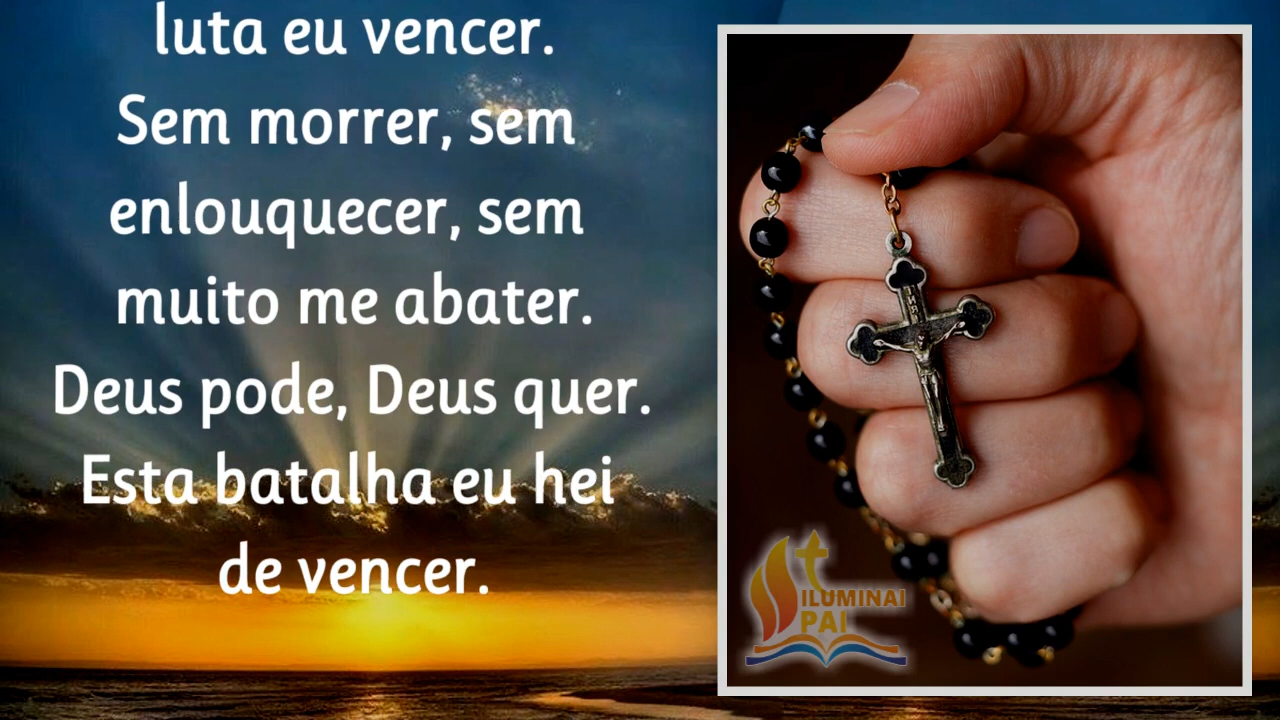 luta eu vencer.
Sem morrer, sem
enlouquecer, sem
muito me abater.
Deus pode, Deus quer.
Esta batalha eu hei
de vencer.
ILUMINAI
PAI